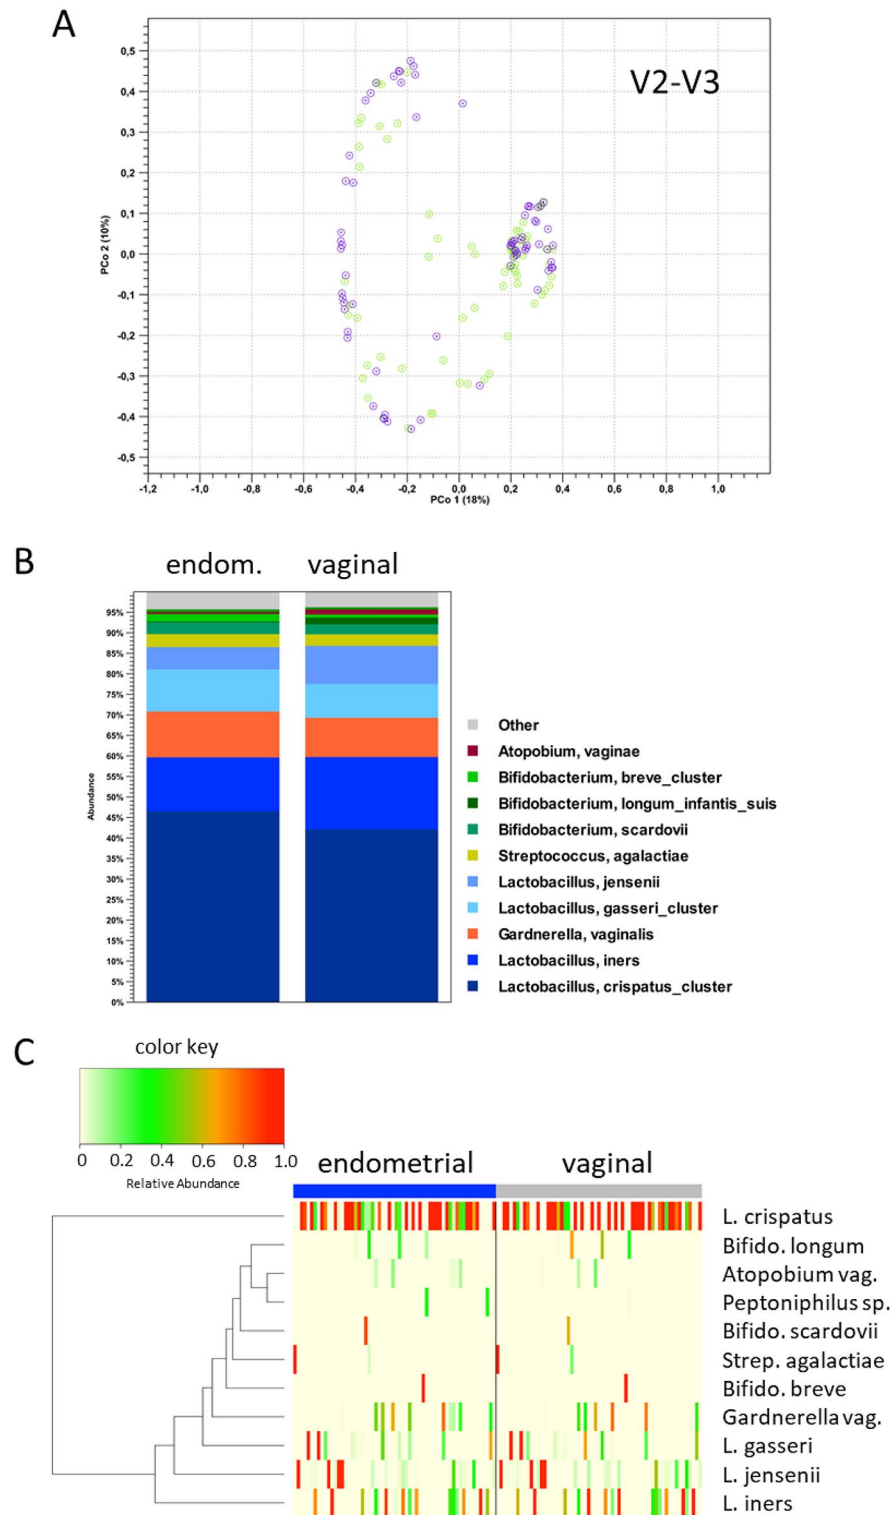 A
V2-V3
0,5
0,4
0,3
0,2
0,1
0,0
-0,1
-0,2
-0,3
-0,4
-0,5
PCo 2 (10%)
-1,2 -1,0 -0,8 -0,6 -0,4 -0,2 0,0 0,2 0,4 0,6 0,8 1,0
PCo 1 (18%)
B
endom. vaginal
95%
90%
85%
80%
75%
70%
65%
60%
55%
50%
45%
40%
35%
30%
25%
20%
15%
10%
5%
0%
Abundance
Other
Atopobium, vaginae
Bifidobacterium, breve_cluster
Bifidobacterium, longum_infantis_suis
Bifidobacterium, scardovii
Streptococcus, agalactiae
Lactobacillus, jensenii
Lactobacillus, gasseri_cluster
Gardnerella, vaginalis
Lactobacillus, iners
Lactobacillus, crispatus_cluster
C
color key
0 0.2 0.4 0.6 0.8 1.0
Relative Abundance
endometrial vaginal
L. crispatus
Bifido. longum
Atopobium vag.
Peptoniphilus sp.
Bifido. scardovii
Strep. agalactiae
Bifido. breve
Gardnerella vag.
L. gasseri
L. jensenii
L. iners